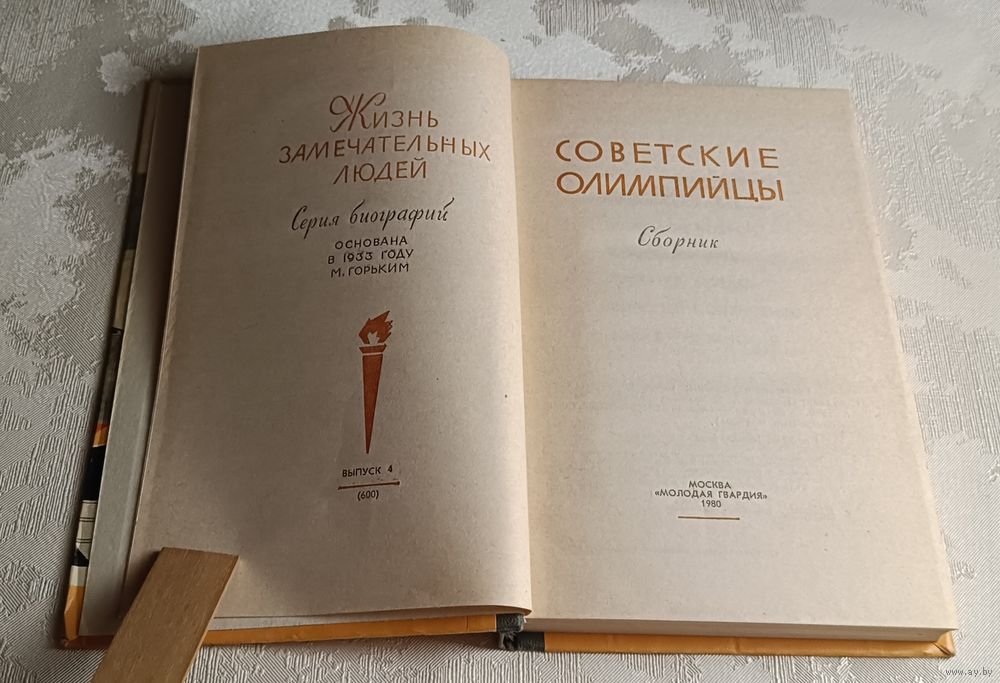 Жизнь
ЗАМЕЧАТЕЛЬНЫХ
ЛЮДЕЙ
Серия биографий
ОСНОВАНА
В 1933 ГОДУ
М. ГОРЬКИМ
ВЫПУСК 4
(600)
СОВЕТСКИЕ
ОЛИМПИЙЦЫ
Сборник
МОСКВА
«МОЛОДАЯ ГВАРДИЯ»
1980
www.ay.by